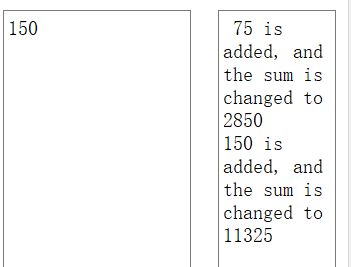 150
75 is
added, and
the sum is
changed to
2850
150 is
added, and
the sum is
changed to
11325